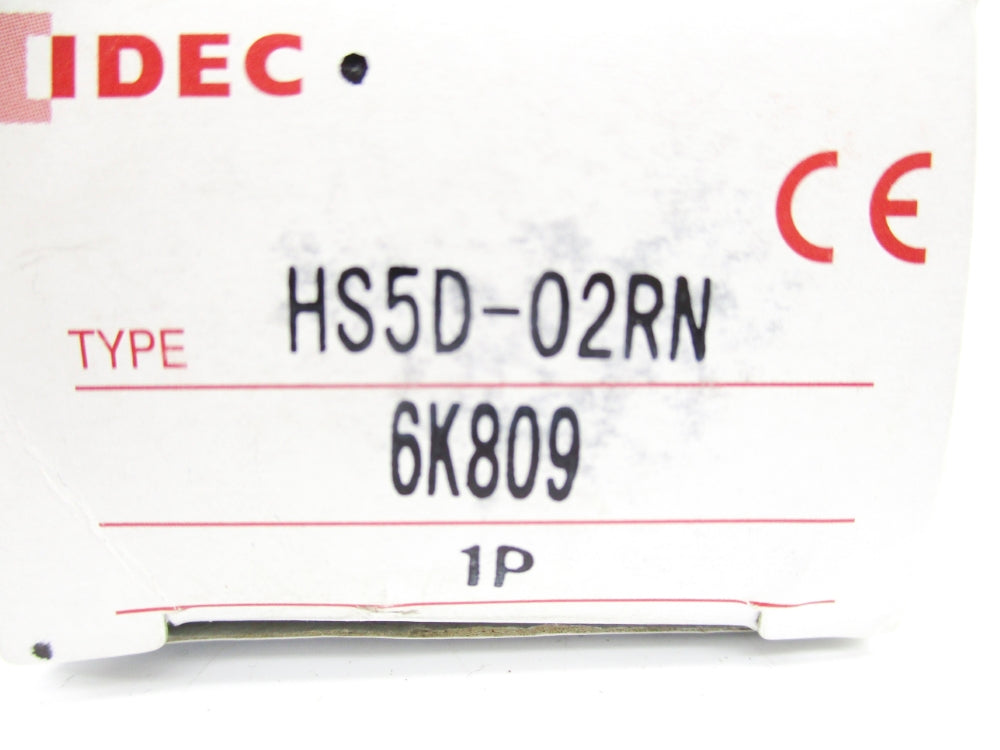 IDEC
CE
TYPE HS5D-02RN
6K809
1P